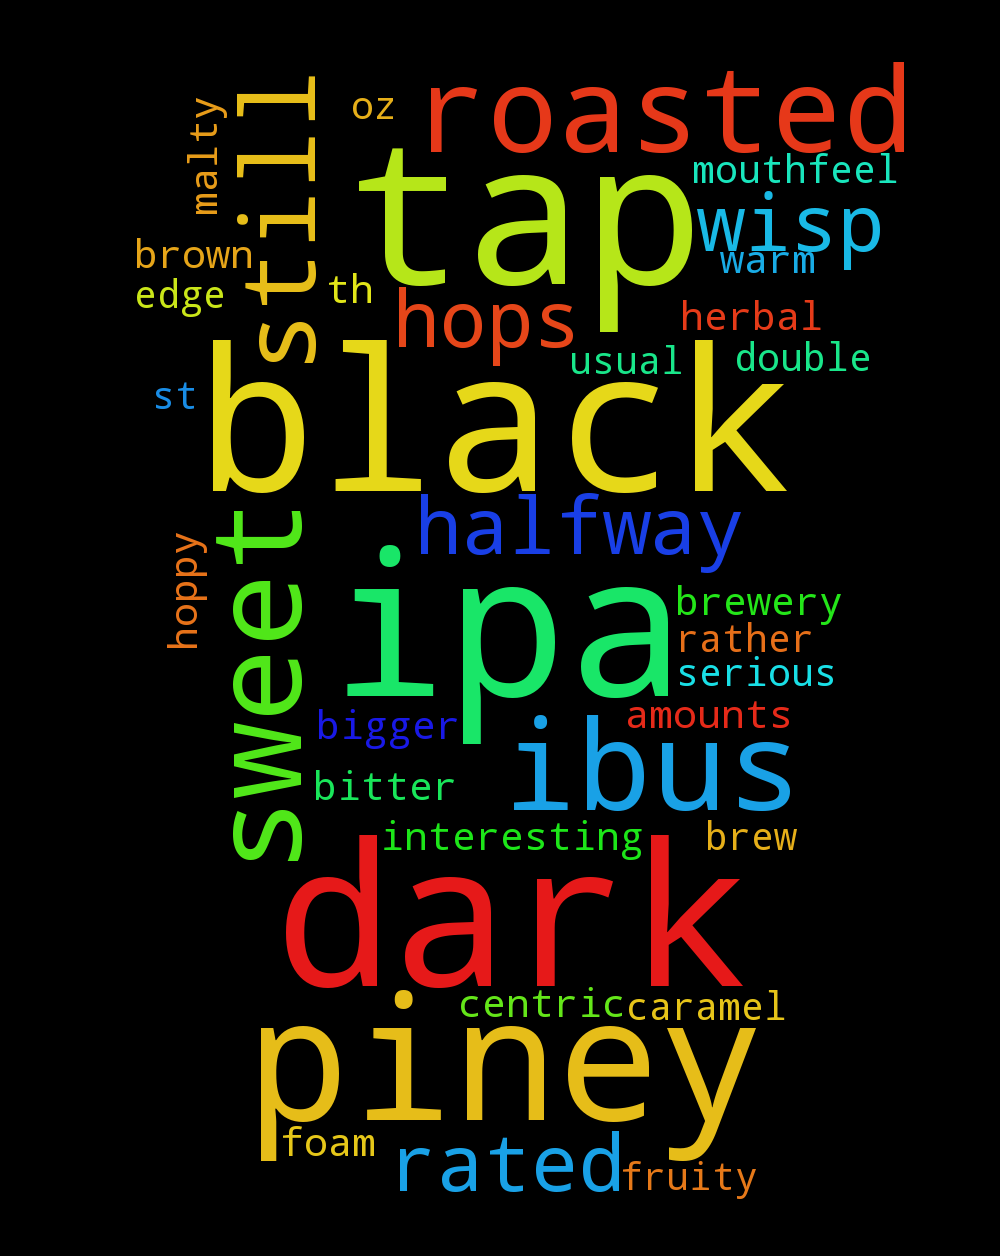 roasted
oz
malty
still
tap
mouthfeel
wisp
brown
warm
edge
th
hops
herbal
usual
double
st
black
halfway
sweet
hoppy
ipa
brewery
rather
serious
amounts
bigger
ibus
bitter
interesting
brew
dark
centric
caramel
piney
foam
rated
fruity